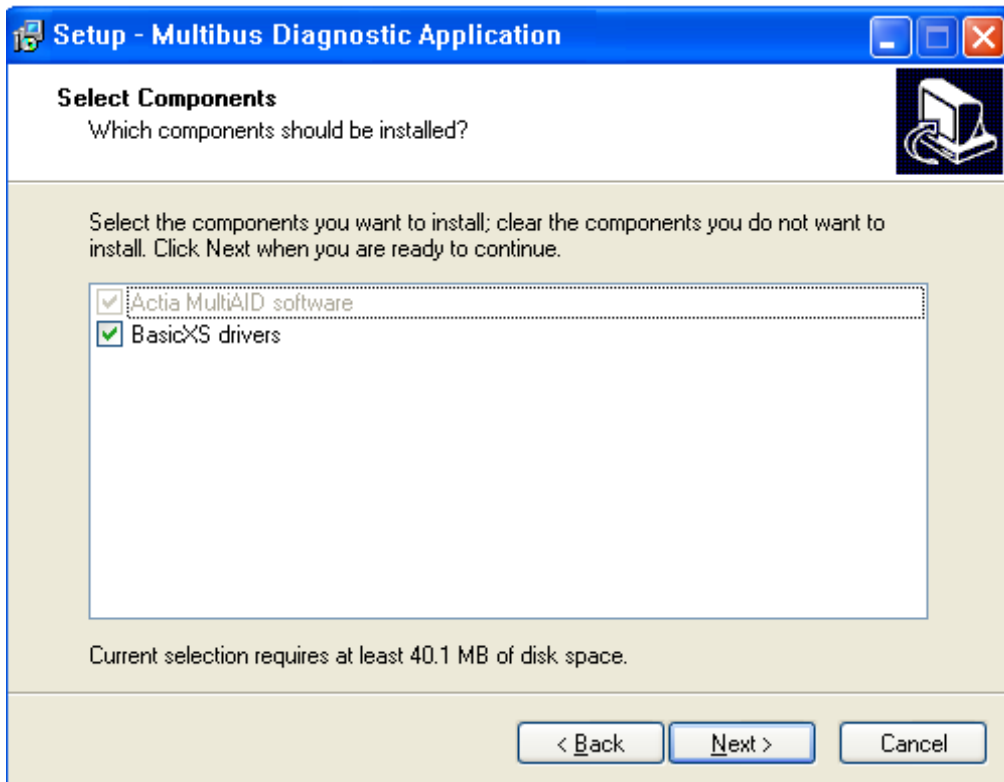 Setup - Multibus Diagnostic Application
Select Components
Which components should be installed?
Select the components you want to install; clear the components you do not want to
install. Click Next when you are ready to continue.
Actia MultiAID software
BasicXS drivers
Current selection requires at least 40.1 MB of disk space.
< Back Next > Cancel